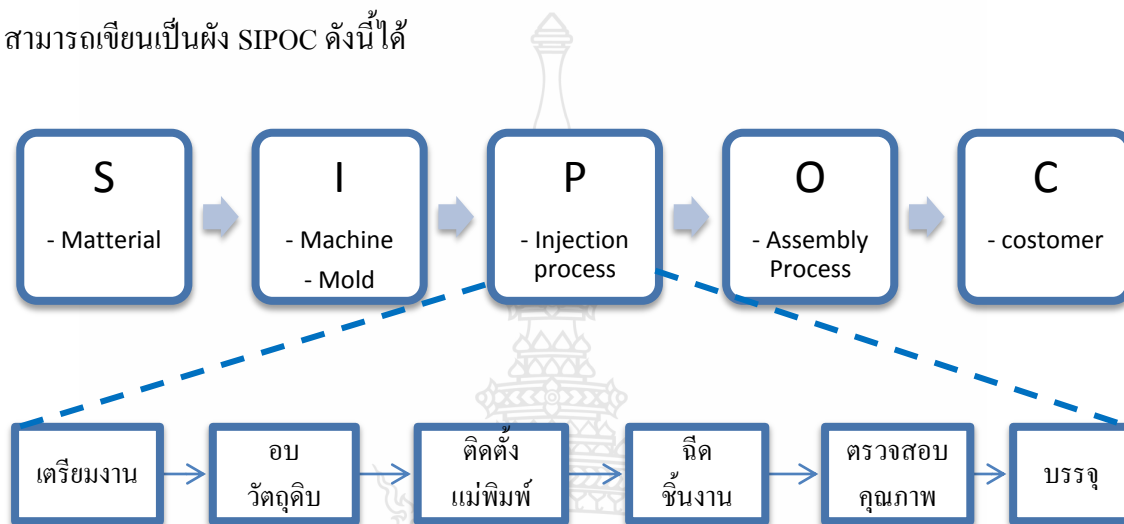 สามารถเขียนเป็นผัง SIPOC ดังนี้ได้
S
- Matterial
I
- Machine
- Mold
P
- Injection
process
O
- Assembly
Process
C
- costomer
เตรียมงาน
อบ
วัตถุดิบ
ติดตั้ง
แม่พิมพ์
ฉีด
ชิ้นงาน
ตรวจสอบ
คุณภาพ
บรรจุ